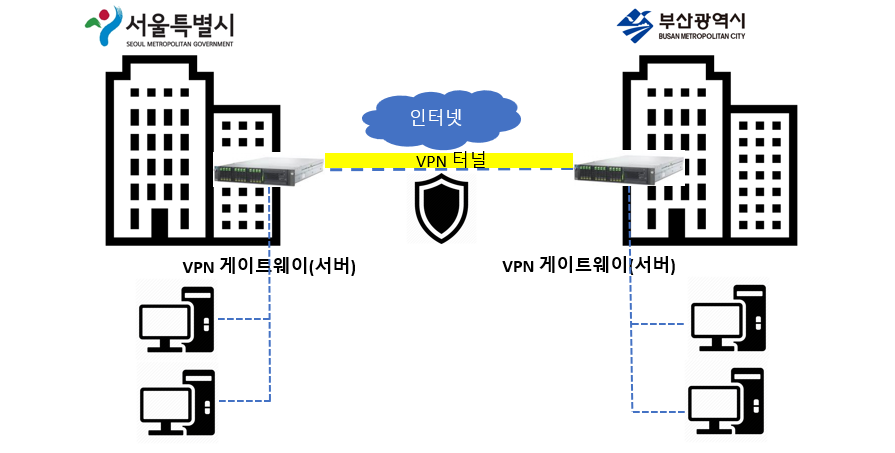 서울특별시
SEOUL METROPOLITAN GOVERNMENT
부산광역시
BUSAN METROPOLITAN CITY
인터넷
VPN 터널
VPN 게이트웨이(서버)
VPN 게이트웨이(서버)